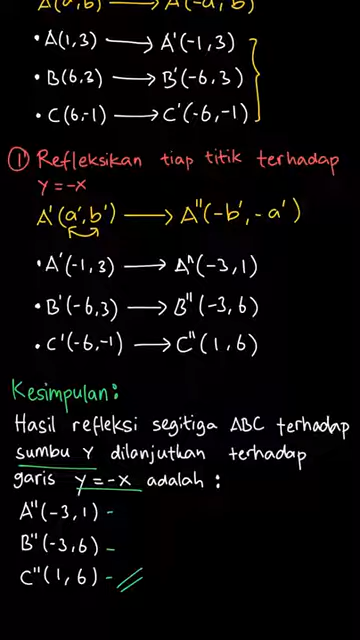 A(a,b) → A'(-a, b)
• A(1,3) → A'(-1,3)
• B(6,3) → B'(-6,3)
• C(6,-1) → C'(-6,-1)
1' Refleksikan tiap titik terhadap
Y=-X
A'(a',b') → A"(-b',-a')
• A'(-1,3) → A"(-3,1)
• B'(-6,3) → B"(-3,6)
• C'(-6,-1) → C"(1,6)
Kesimpulan:
Hasil refleksi segitiga ABC terhadap
sumbu Y dilanjutkan terhadap
garis Y=-X adalah :
A"(-3,1) -
B"(-3,6) -
C"(1,6) -